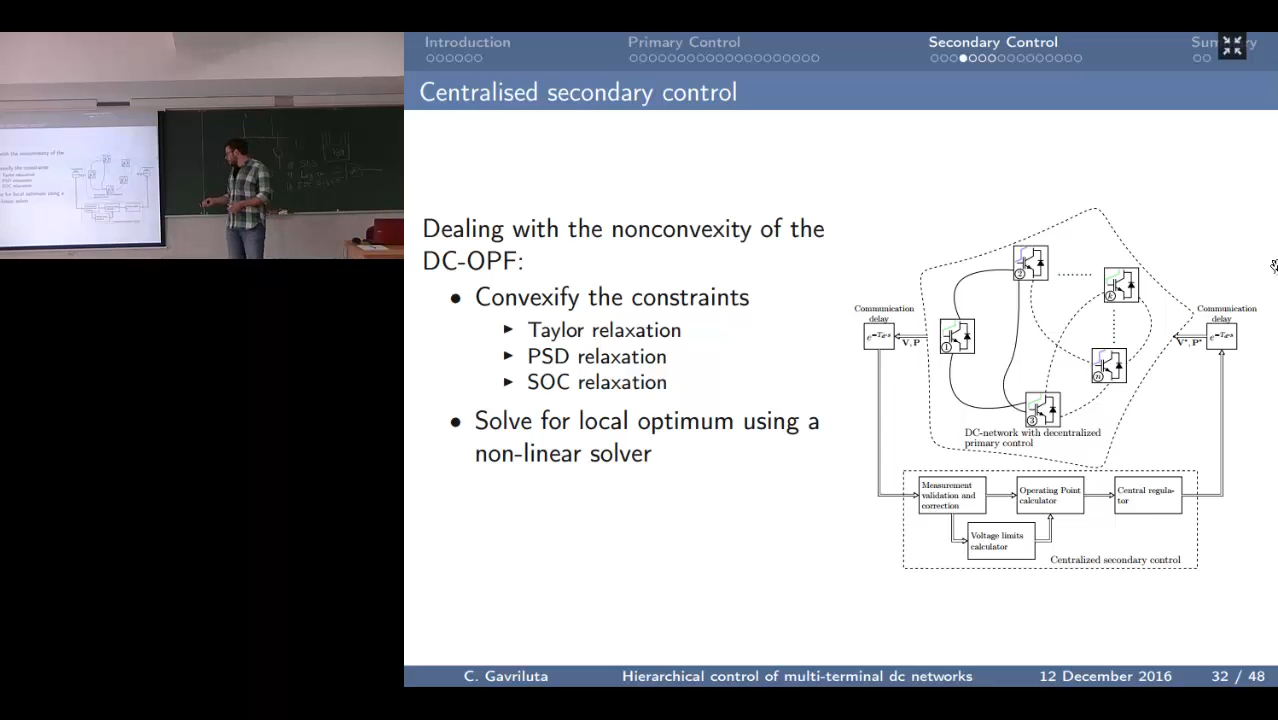 Introduction
Primary Control
Secondary Control
Centralised secondary control
Dealing with the nonconvexity of the
DC-OPF:
• Convexify the constraints
▶ Taylor relaxation
▶ PSD relaxation
▶ SOC relaxation
• Solve for local optimum using a
non-linear solver
Communication
delay
V, P
Communication
delay
V*, P*
1
2
3
k
n
DC-network with decentralized
primary control
Measurement
validation and
correction
Operating Point
calculator
Central regula-
tor
Voltage limits
calculator
Centralized secondary control
C. Gavriluta
Hierarchical control of multi-terminal dc networks
12 December 2016
32 / 48